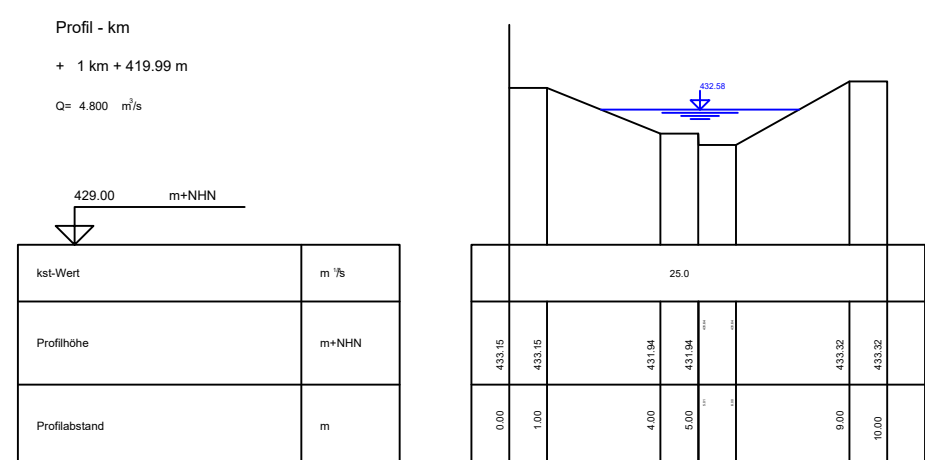 Profil - km
+ 1 km + 419.99 m
Q= 4.800 m³/s
432.58
429.00 m+NHN
kst-Wert m ¹/³/s 25.0
Profilhöhe m+NHN 433.15 433.15 431.94 431.94 433.32 433.32
Profilabstand m 0.00 1.00 4.00 5.00 9.00 10.00